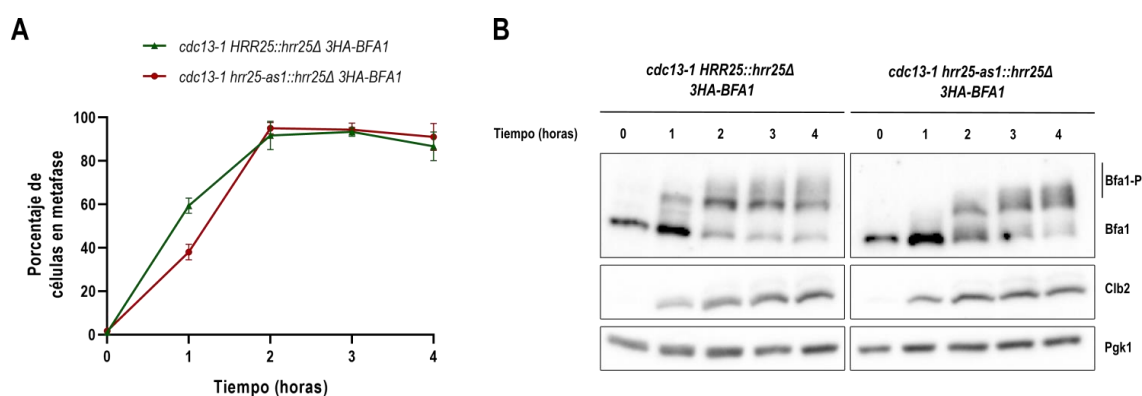 A
cdc13-1 HRR25::hrr25Δ 3HA-BFA1
cdc13-1 hrr25-as1::hrr25Δ 3HA-BFA1
Porcentaje de
células en metafase
100
80
60
40
20
0
0 1 2 3 4
Tiempo (horas)
B
cdc13-1 HRR25::hrr25Δ
3HA-BFA1
cdc13-1 hrr25-as1::hrr25Δ
3HA-BFA1
Tiempo (horas) 0 1 2 3 4 0 1 2 3 4
Bfa1-P
Bfa1
Clb2
Pgk1